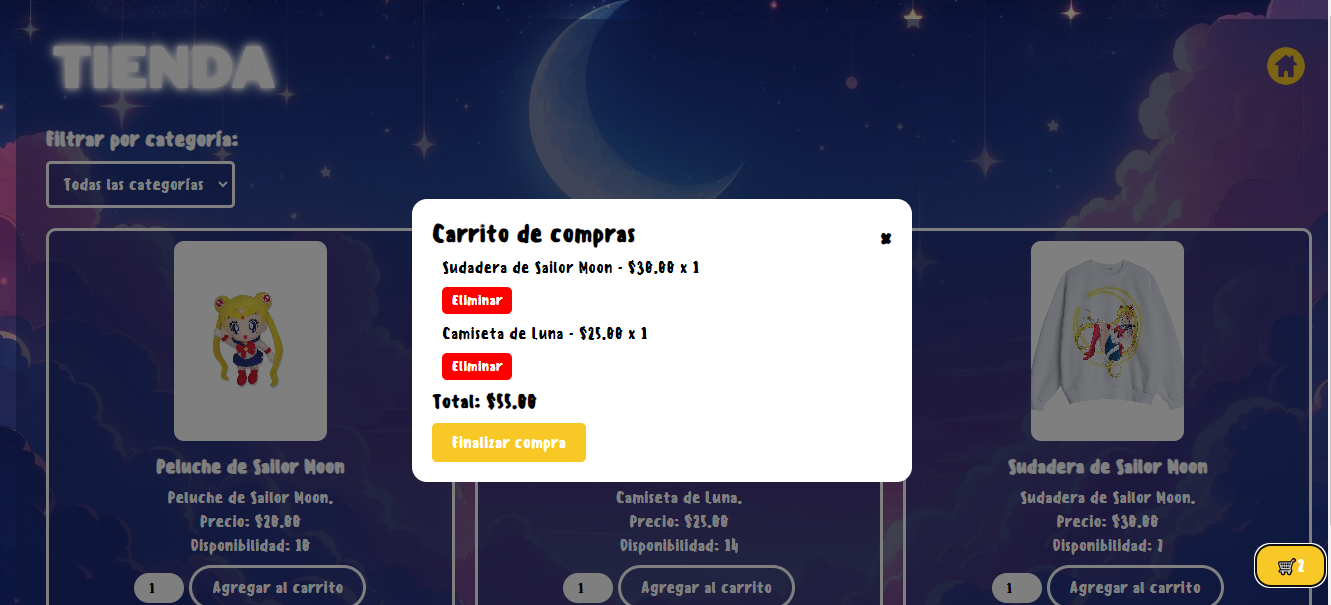 TIENDA
Filtrar por categoría:
Todas las categorías
Carrito de compras
×
Sudadera de Sailor Moon - $30.00 x 1
Eliminar
Camiseta de Luna - $25.00 x 1
Eliminar
Total: $55.00
Finalizar compra
Peluche de Sailor Moon
Peluche de Sailor Moon.
Precio: $20.00
Disponibilidad: 10
1 Agregar al carrito
Camiseta de Luna.
Precio: $25.00
Disponibilidad: 14
1 Agregar al carrito
Sudadera de Sailor Moon
Sudadera de Sailor Moon.
Precio: $30.00
Disponibilidad: 7
1 Agregar al carrito
2